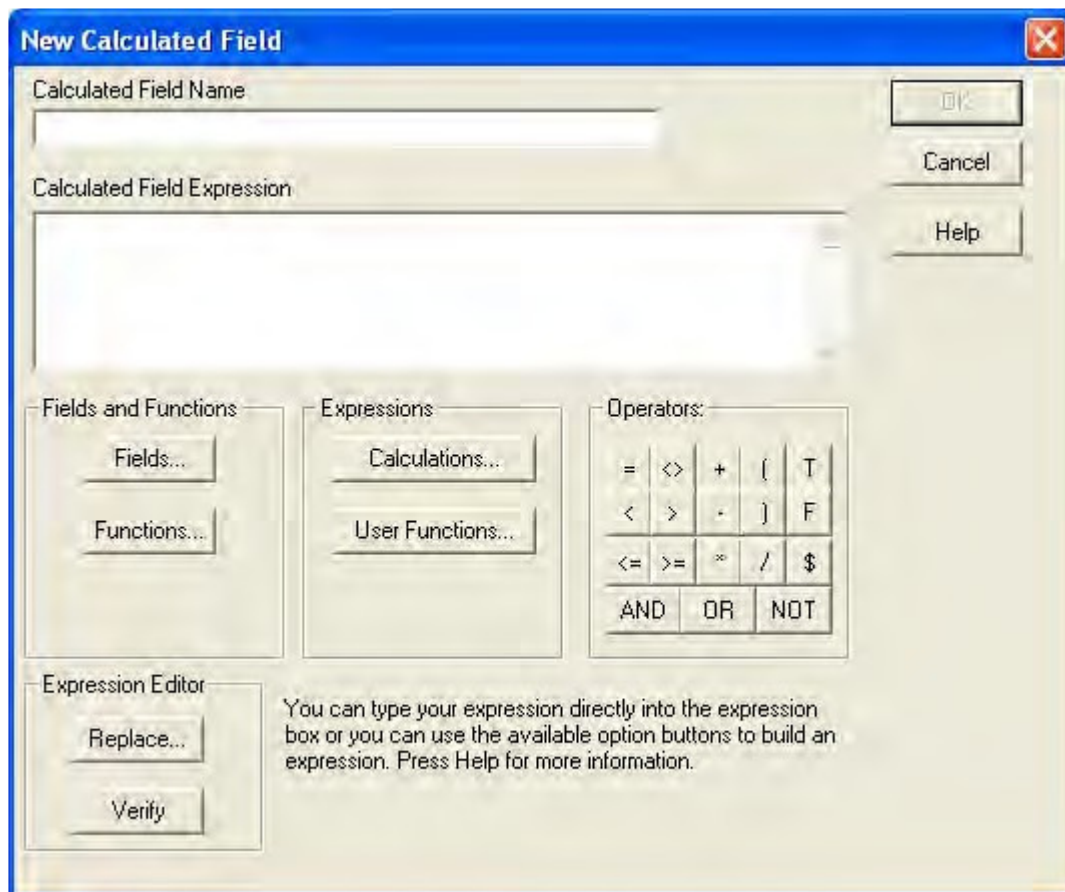 New Calculated Field
Calculated Field Name
OK
Cancel
Calculated Field Expression
Help
Fields and Functions
Fields...
Functions...
Expressions
Calculations...
User Functions...
Operators:
= <> + ( T
< > - ) F
<= >= * / $
AND OR NOT
Expression Editor
Replace...
Verify
You can type your expression directly into the expression
box or you can use the available option buttons to build an
expression. Press Help for more information.